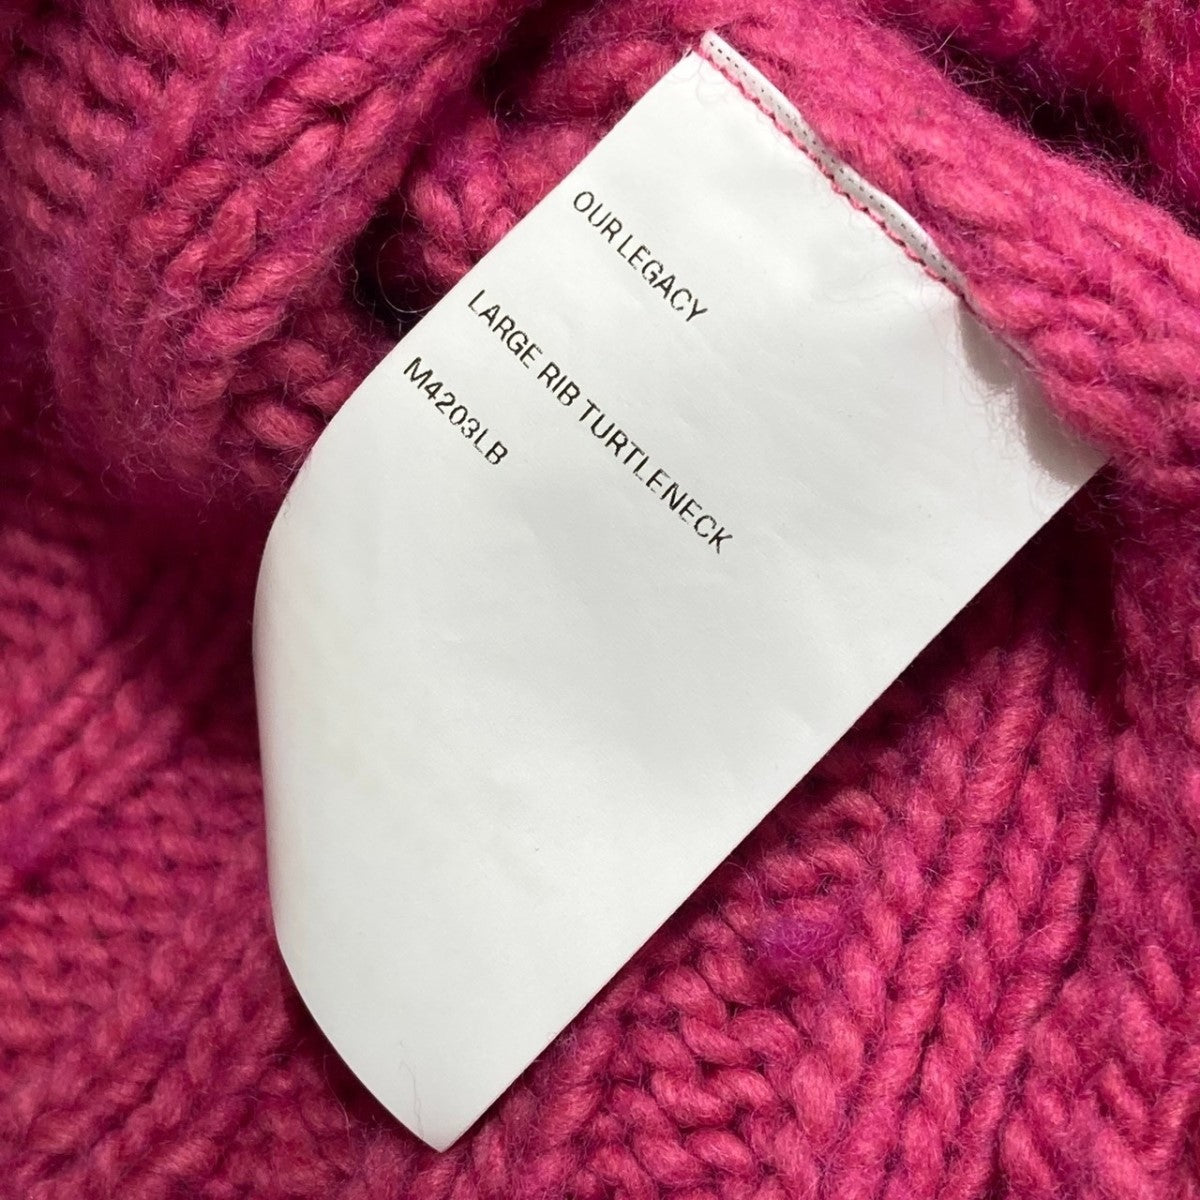 OUR LEGACY
LARGE RIB TURTLENECK
M4203LB